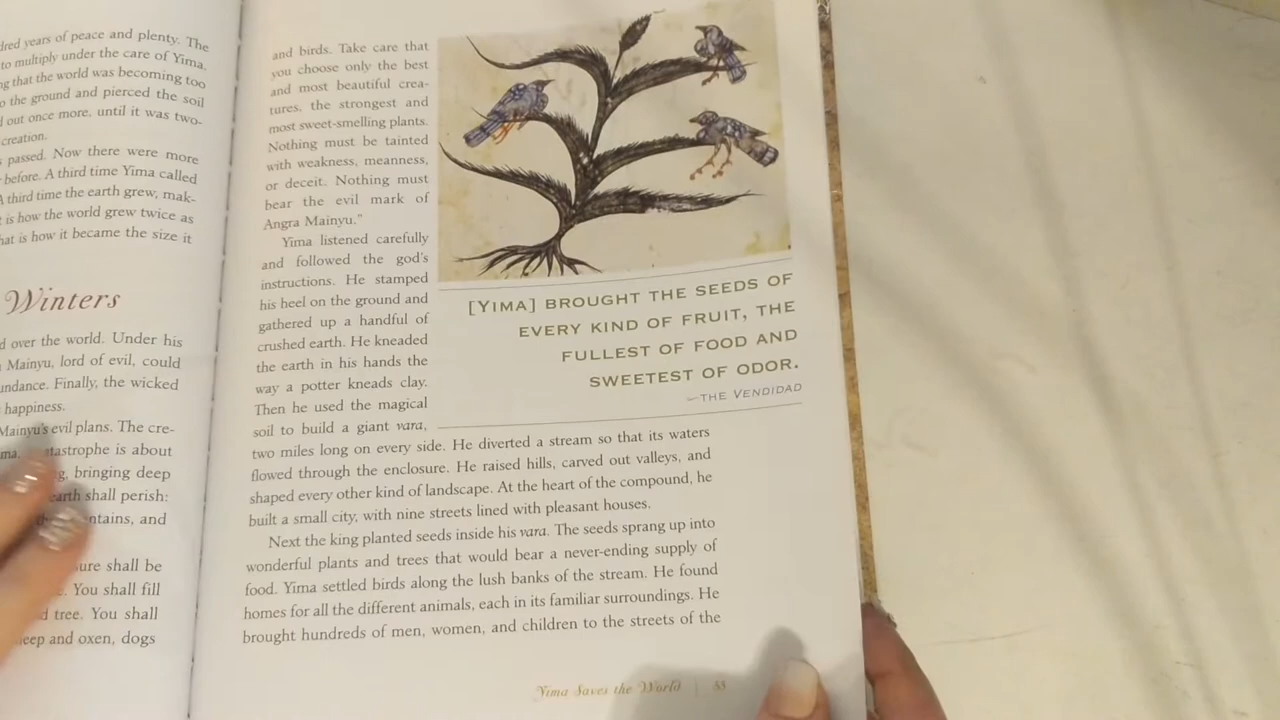 dred years of peace and plenty. The
to multiply under the care of Yima.
ng that the world was becoming too
o the ground and pierced the soil
d out once more, until it was two-
creation.
passed. Now there were more
before. A third time Yima called
A third time the earth grew, mak-
t is how the world grew twice as
hat is how it became the size it
Winters
d over the world. Under his
Mainyu, lord of evil, could
undance. Finally, the wicked
happiness.
Mainyu's evil plans. The cre-
ma, atastrophe is about
g, bringing deep
earth shall perish:
ntains, and
ure shall be
e. You shall fill
d tree. You shall
eep and oxen, dogs
and birds. Take care that
you choose only the best
and most beautiful crea-
tures, the strongest and
most sweet-smelling plants.
Nothing must be tainted
with weakness, meanness,
or deceit. Nothing must
bear the evil mark of
Angra Mainyu."
Yima listened carefully
and followed the god's
instructions. He stamped
his heel on the ground and
gathered up a handful of
crushed earth. He kneaded
the earth in his hands the
way a potter kneads clay.
Then he used the magical
soil to build a giant vara,
two miles long on every side. He diverted a stream so that its waters
flowed through the enclosure. He raised hills, carved out valleys, and
shaped every other kind of landscape. At the heart of the compound, he
built a small city, with nine streets lined with pleasant houses.
Next the king planted seeds inside his vara. The seeds sprang up into
wonderful plants and trees that would bear a never-ending supply of
food. Yima settled birds along the lush banks of the stream. He found
homes for all the different animals, each in its familiar surroundings. He
brought hundreds of men, women, and children to the streets of the
[YIMA] BROUGHT THE SEEDS OF
EVERY KIND OF FRUIT, THE
FULLEST OF FOOD AND
SWEETEST OF ODOR.
—THE VENDIDAD
Yima Saves the World | 55